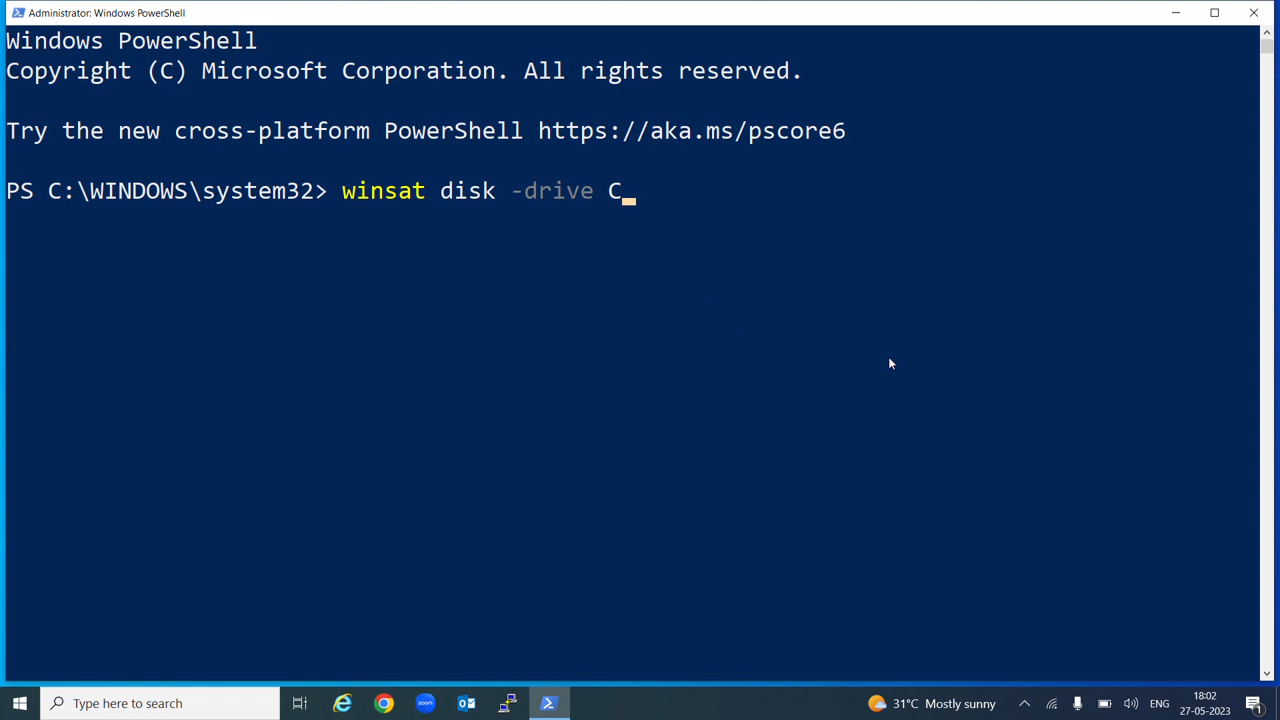 Administrator: Windows PowerShell
Windows PowerShell
Copyright (C) Microsoft Corporation. All rights reserved.
Try the new cross-platform PowerShell https://aka.ms/pscore6
PS C:\WINDOWS\system32> winsat disk -drive C
Type here to search
zoom
31°C Mostly sunny
ENG
18:02
27-05-2023
1